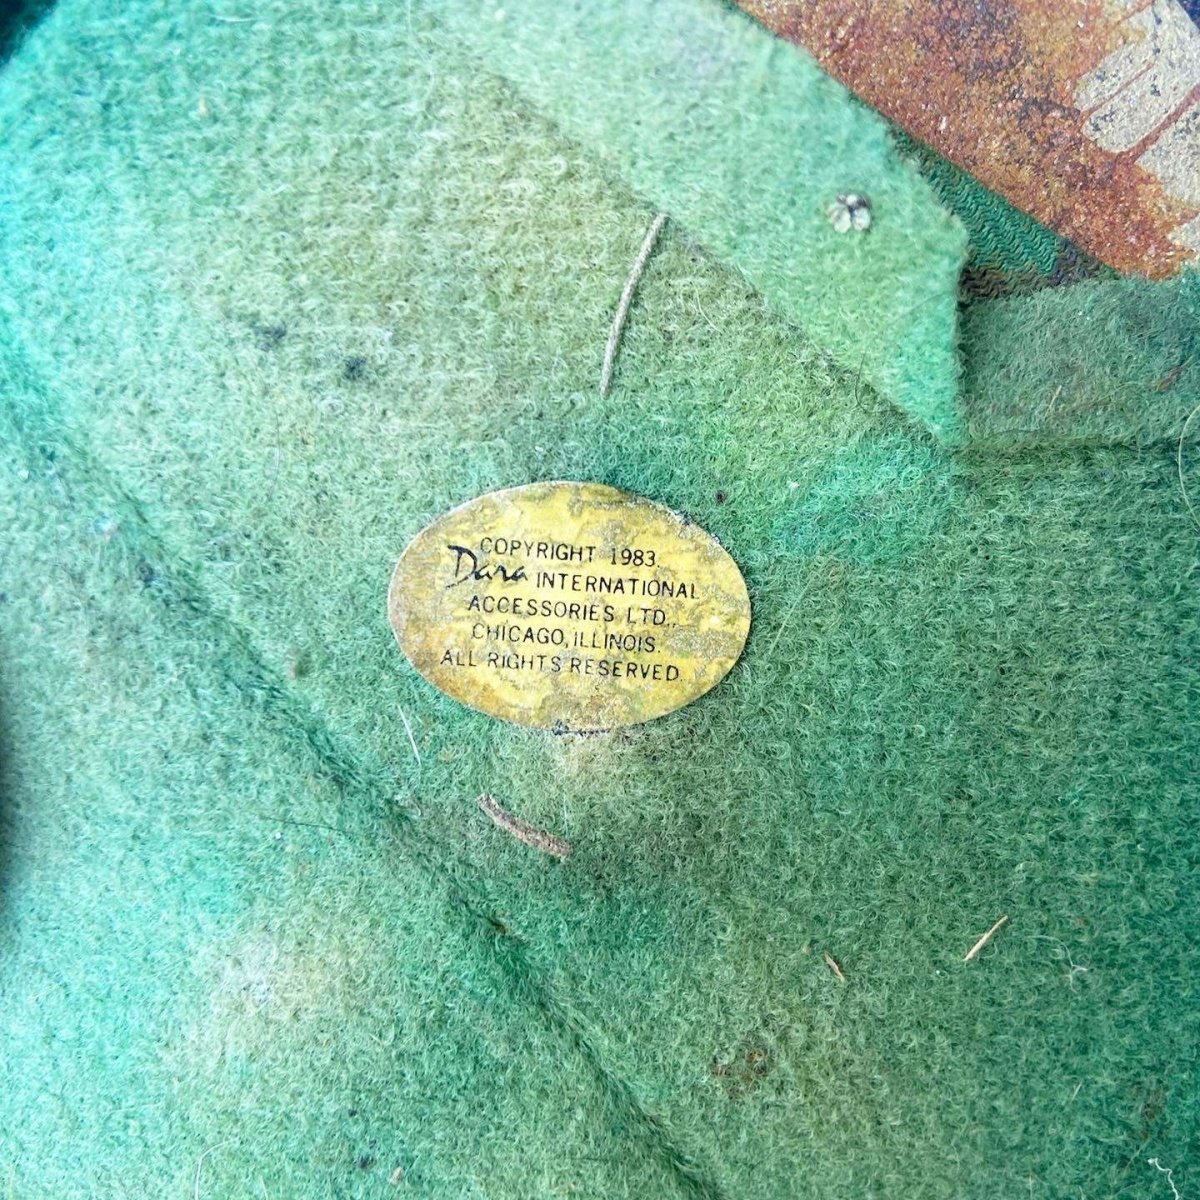 COPYRIGHT 1983.
Dara INTERNATIONAL
ACCESSORIES LTD.,
CHICAGO, ILLINOIS.
ALL RIGHTS RESERVED.